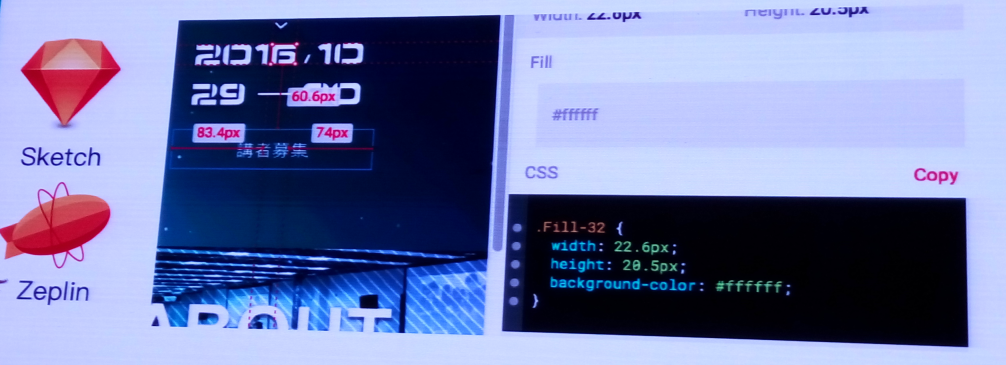 Sketch
Zeplin
2016/10
29 —
60.6px
83.4px
74px
講者募集
ABOUT
Width: 22.6px
Height: 20.5px
Fill
#ffffff
CSS
Copy
.Fill-32 {
width: 22.6px;
height: 20.5px;
background-color: #ffffff;
}